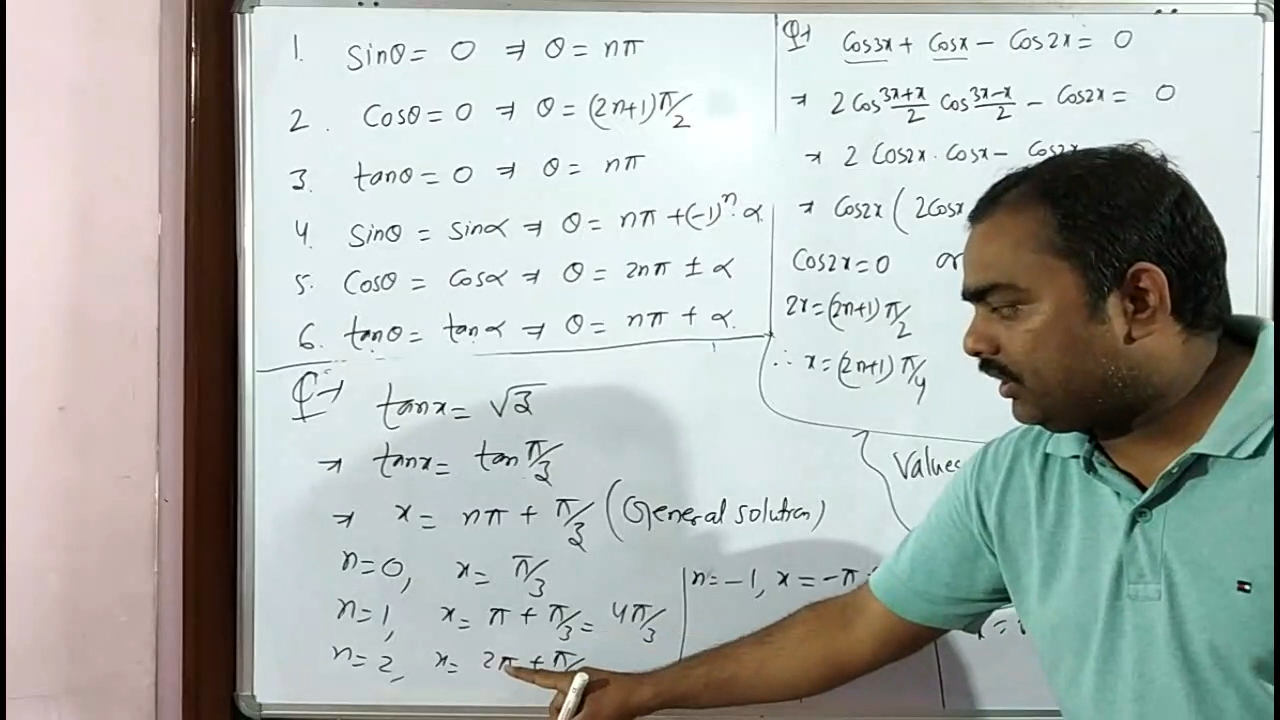 1. Sinθ = 0 ⇒ θ = nπ
2. Cosθ = 0 ⇒ θ = (2n+1)π/2
3. tanθ = 0 ⇒ θ = nπ
4. Sinθ = Sinα ⇒ θ = nπ + (-1)ⁿ·α
5. Cosθ = Cosα ⇒ θ = 2nπ ± α
6. tanθ = tanα ⇒ θ = nπ + α.
Q→ tanx = √3
⇒ tanx = tan π/3
⇒ x = nπ + π/3 (General solution)
n=0, x = π/3
n=1, x = π + π/3 = 4π/3
n=2, x = 2π + π/
n=-1, x = -π
Q→ Cos3x + Cosx - Cos2x = 0
⇒ 2Cos (3x+x)/2 Cos (3x-x)/2 - Cos2x = 0
⇒ 2 Cos2x · Cosx - Cos2x
⇒ Cos2x ( 2Cosx
Cos2x = 0 or
2x = (2n+1) π/2
∴ x = (2n+1) π/4
Values